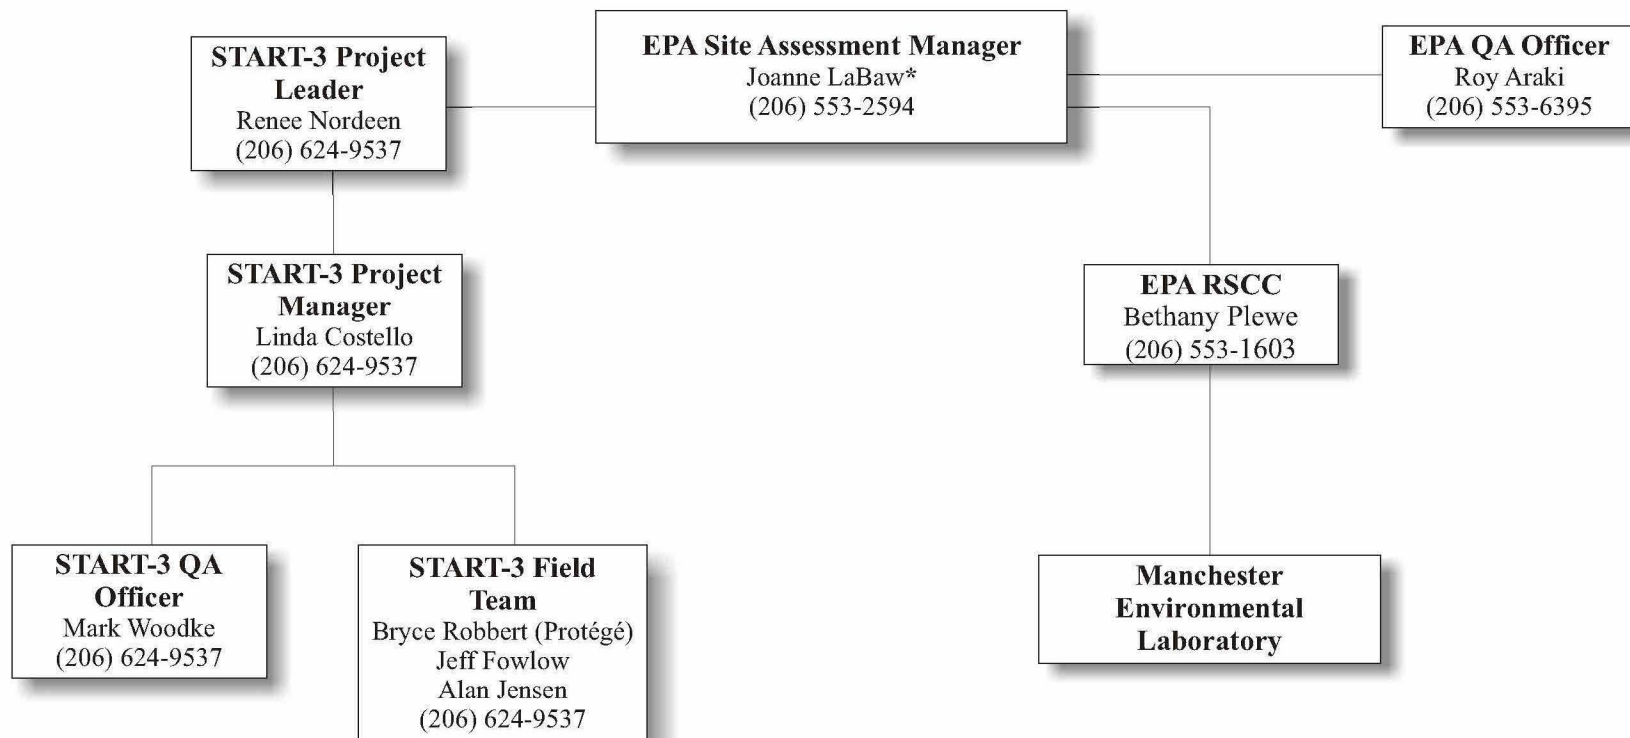 START-3 Project
Leader
Renee Nordeen
(206) 624-9537
EPA Site Assessment Manager
Joanne LaBaw*
(206) 553-2594
EPA QA Officer
Roy Araki
(206) 553-6395
START-3 Project
Manager
Linda Costello
(206) 624-9537
EPA RSCC
Bethany Plewe
(206) 553-1603
START-3 QA
Officer
Mark Woodke
(206) 624-9537
START-3 Field
Team
Bryce Robbert (Protégé)
Jeff Fowlow
Alan Jensen
(206) 624-9537
Manchester
Environmental
Laboratory